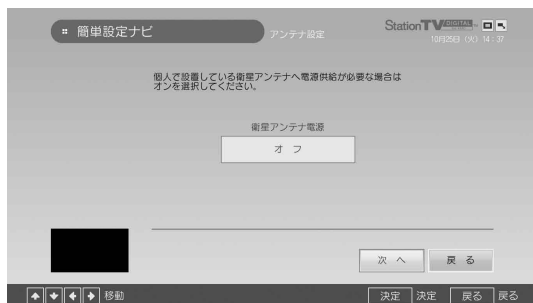 簡単設定ナビ
アンテナ設定
StationTV DIGITAL
10月25日（火）14：37
個人で設置している衛星アンテナへ電源供給が必要な場合は
オンを選択してください。
衛星アンテナ電源
オフ
次へ
戻る
移動
決定 決定 戻る 戻る